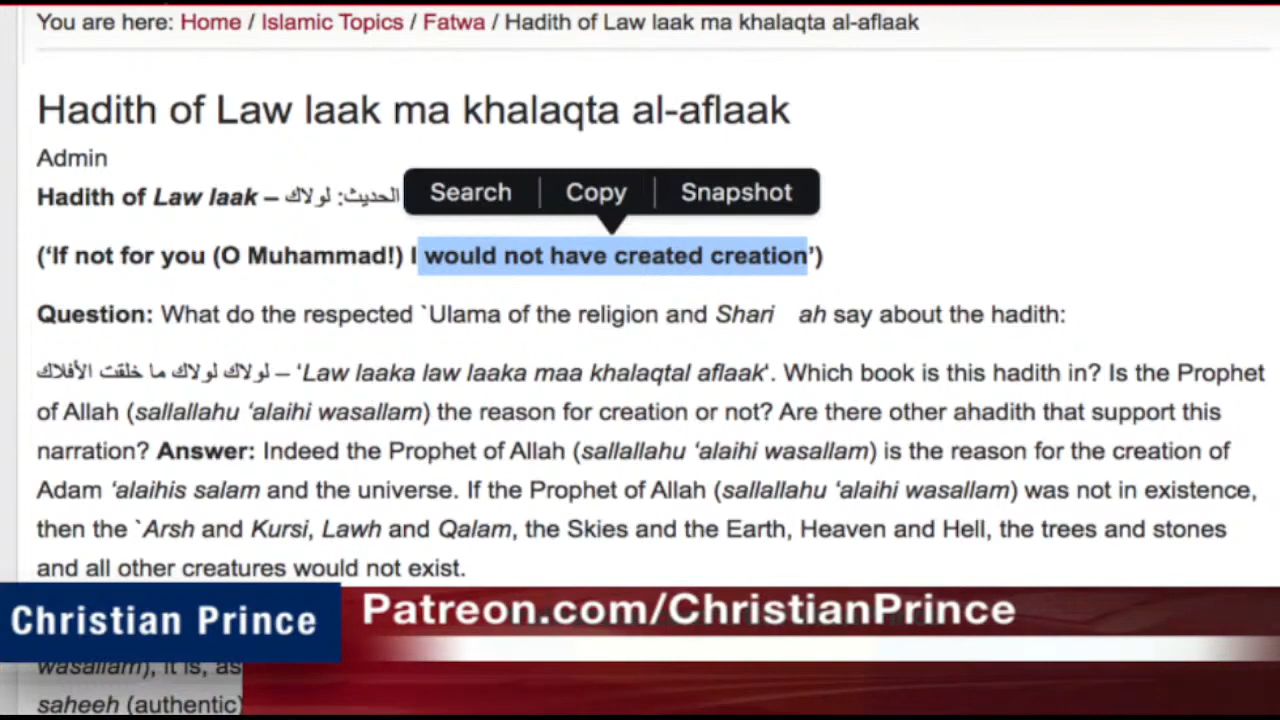 You are here: Home / Islamic Topics / Fatwa / Hadith of Law laak ma khalaqta al-aflaak
Hadith of Law laak ma khalaqta al-aflaak
Admin
Hadith of Law laak – الحديث: لولاك
Search Copy Snapshot
(‘If not for you (O Muhammad!) I would not have created creation’)
Question: What do the respected `Ulama of the religion and Shari ah say about the hadith:
لولاك لولاك ما خلقت الأفلاك – ‘Law laaka law laaka maa khalaqtal aflaak‘. Which book is this hadith in? Is the Prophet
of Allah (sallallahu ‘alaihi wasallam) the reason for creation or not? Are there other ahadith that support this
narration? Answer: Indeed the Prophet of Allah (sallallahu ‘alaihi wasallam) is the reason for the creation of
Adam ‘alaihis salam and the universe. If the Prophet of Allah (sallallahu ‘alaihi wasallam) was not in existence,
then the `Arsh and Kursi, Lawh and Qalam, the Skies and the Earth, Heaven and Hell, the trees and stones
and all other creatures would not exist.
Christian Prince
Patreon.com/ChristianPrince
wasallam), it is, as
saheeh (authentic)